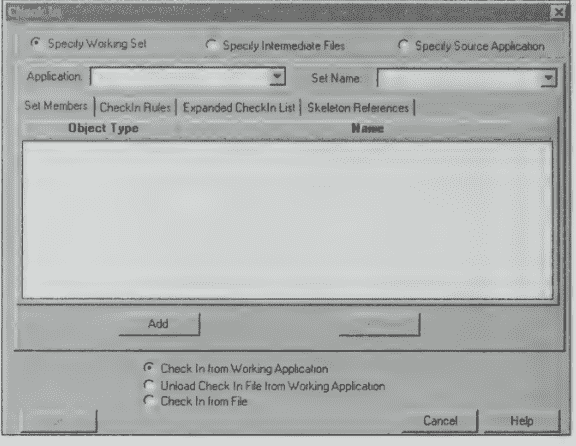 Check In
Specify Working Set Specify Intermediate Files Specify Source Application
Application: Set Name:
Set Members CheckIn Rules Expanded CheckIn List Skeleton References
Object Type Name
Add
Check In from Working Application
Unload Check In File from Working Application
Check In from File
Cancel Help